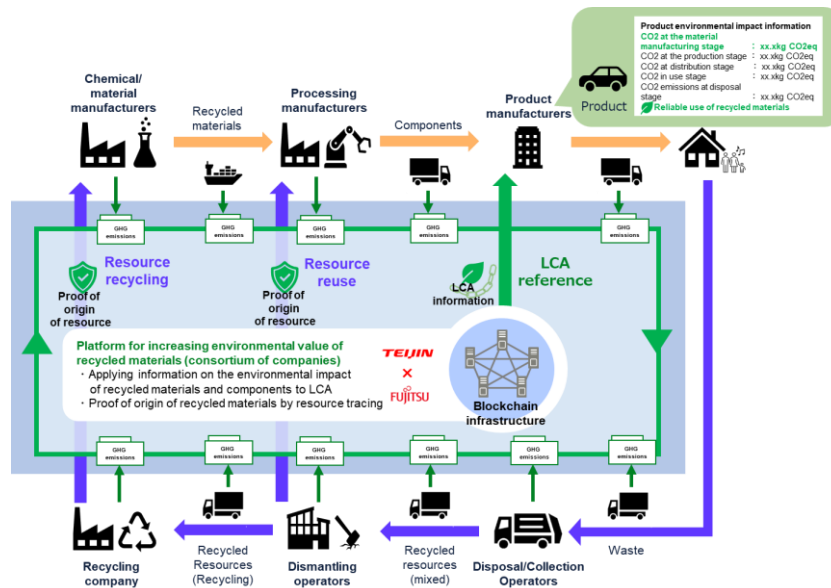 Product environmental impact information
CO2 at the material
manufacturing stage : xx.xkg CO2eq
CO2 at the production stage : xx.xkg CO2eq
CO2 at distribution stage : xx.xkg CO2eq
CO2 in use stage : xx.xkg CO2eq
CO2 emissions at disposal
stage : xx.xkg CO2eq
Reliable use of recycled materials
Product
Chemical/
material
manufacturers
Recycled
materials
Processing
manufacturers
Components
Product
manufacturers
GHG
emissions
GHG
emissions
GHG
emissions
GHG
emissions
GHG
emissions
Resource
recycling
Proof of
origin
of resource
Resource
reuse
Proof of
origin
of resource
LCA
information
LCA
reference
Platform for increasing environmental value of
recycled materials (consortium of companies)
・Applying information on the environmental impact
of recycled materials and components to LCA
・Proof of origin of recycled materials by resource tracing
TEIJIN
×
FUJITSU
Blockchain
infrastructure
GHG
emissions
GHG
emissions
GHG
emissions
GHG
emissions
GHG
emissions
GHG
emissions
Recycling
company
Recycled
Resources
(Recycling)
Dismantling
operators
Recycled
resources
(mixed)
Disposal/Collection
Operators
Waste